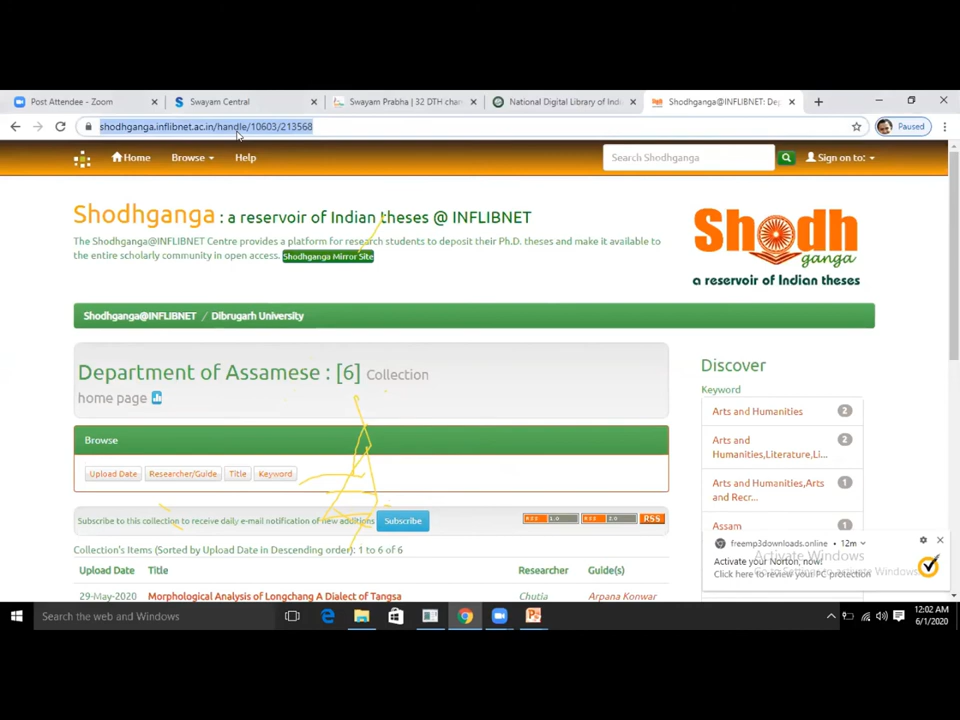 Post Attendee - Zoom
Swayam Central
Swayam Prabha | 32 DTH chan
National Digital Library of India
Shodhganga@INFLIBNET: De
shodhganga.inflibnet.ac.in/handle/10603/213568
Paused
Home
Browse
Help
Search Shodhganga
Sign on to:
Shodhganga : a reservoir of Indian theses @ INFLIBNET
The Shodhganga@INFLIBNET Centre provides a platform for research students to deposit their Ph.D. theses and make it available to
the entire scholarly community in open access. Shodhganga Mirror Site
Shodh
ganga
a reservoir of Indian theses
Shodhganga@INFLIBNET / Dibrugarh University
Department of Assamese : [6] Collection
home page
Discover
Keyword
Arts and Humanities 2
Arts and 2
Humanities,Literature,Li...
Arts and Humanities,Arts 1
and Recr...
Assam 1
Browse
Upload Date Researcher/Guide Title Keyword
Subscribe to this collection to receive daily e-mail notification of new additions Subscribe
RSS 1.0 RSS 2.0 RSS
Collection's Items (Sorted by Upload Date in Descending order): 1 to 6 of 6
Upload Date Title Researcher Guide(s)
29-May-2020 Morphological Analysis of Longchang A Dialect of Tangsa Chutia Arpana Konwar
freemp3downloads.online • 12m
Activate your Norton, now!
Click here to review your PC protection
Activate Windows
Go to Settings to activate Windows.
Search the web and Windows
12:02 AM
6/1/2020